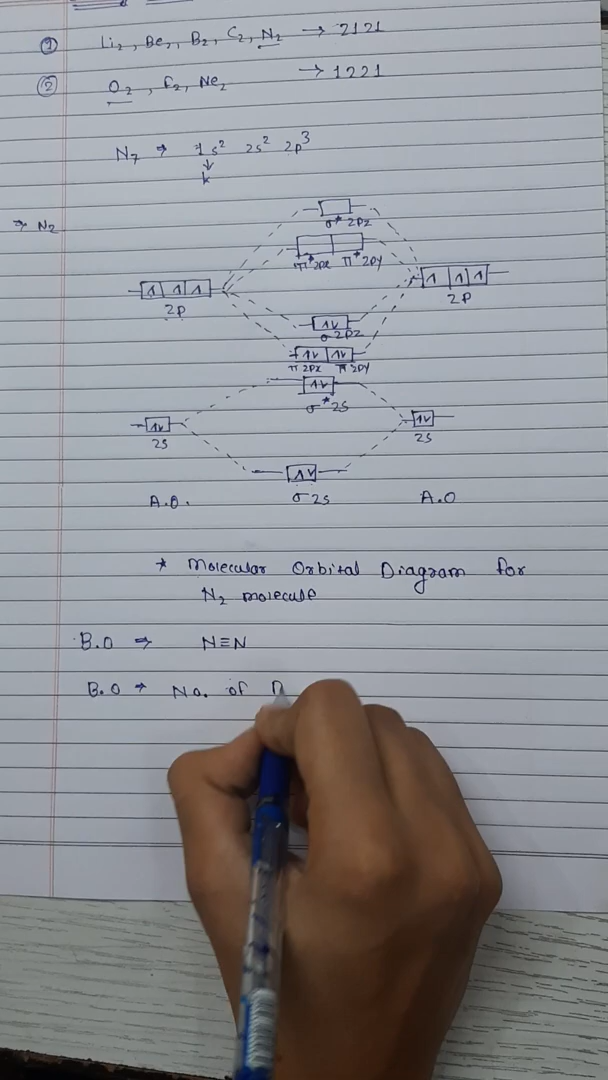 ① Li₂, Be₂, B₂, C₂, N₂ → 2121
② O₂, F₂, Ne₂ → 1221
N₇ ⇒ 1s² 2s² 2p³
↓
k
⇒ N₂
σ* 2pz
π* 2px π* 2py
2p 2p
σ 2pz
π 2px π 2py
σ* 2s
2s 2s
A.O. σ 2s A.O
* Molecular Orbital Diagram for
N₂ molecule
B.O ⇒ N≡N
B.O → No. of